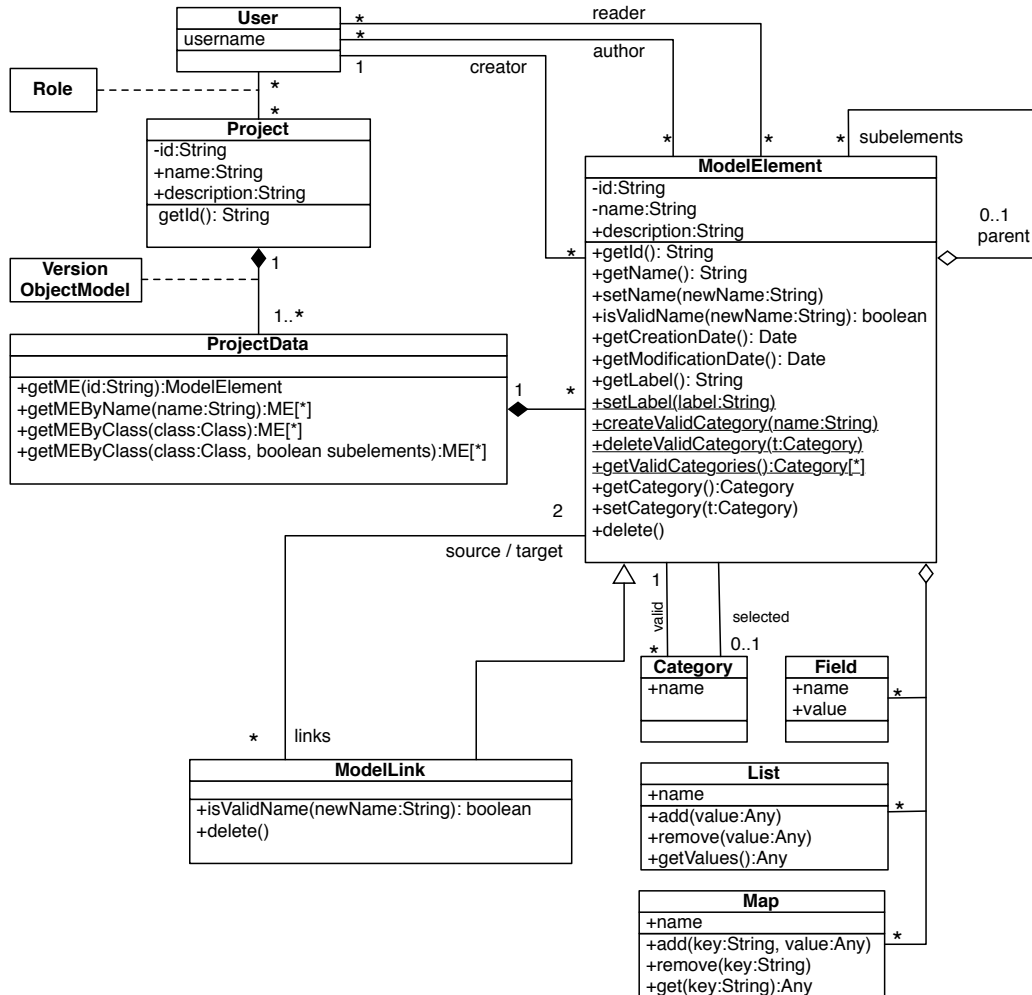 User
username
*
*
1
reader
author
creator
Role
*
*
Project
-id:String
+name:String
+description:String
getId(): String
*
*
*
subelements
0..1
parent
*
ModelElement
-id:String
-name:String
+description:String
+getId(): String
+getName(): String
+setName(newName:String)
+isValidName(newName:String): boolean
+getCreationDate(): Date
+getModificationDate(): Date
+getLabel(): String
+setLabel(label:String)
+createValidCategory(name:String)
+deleteValidCategory(t:Category)
+getValidCategories():Category[*]
+getCategory():Category
+setCategory(t:Category)
+delete()
1
Version
ObjectModel
1..*
ProjectData
+getME(id:String):ModelElement
+getMEByName(name:String):ME[*]
+getMEByClass(class:Class):ME[*]
+getMEByClass(class:Class, boolean subelements):ME[*]
1
*
2
source / target
1
valid
*
selected
0..1
Category
+name
Field
+name
+value
*
*
links
ModelLink
+isValidName(newName:String): boolean
+delete()
List
+name
+add(value:Any)
+remove(value:Any)
+getValues():Any
*
Map
+name
+add(key:String, value:Any)
+remove(key:String)
+get(key:String):Any
*